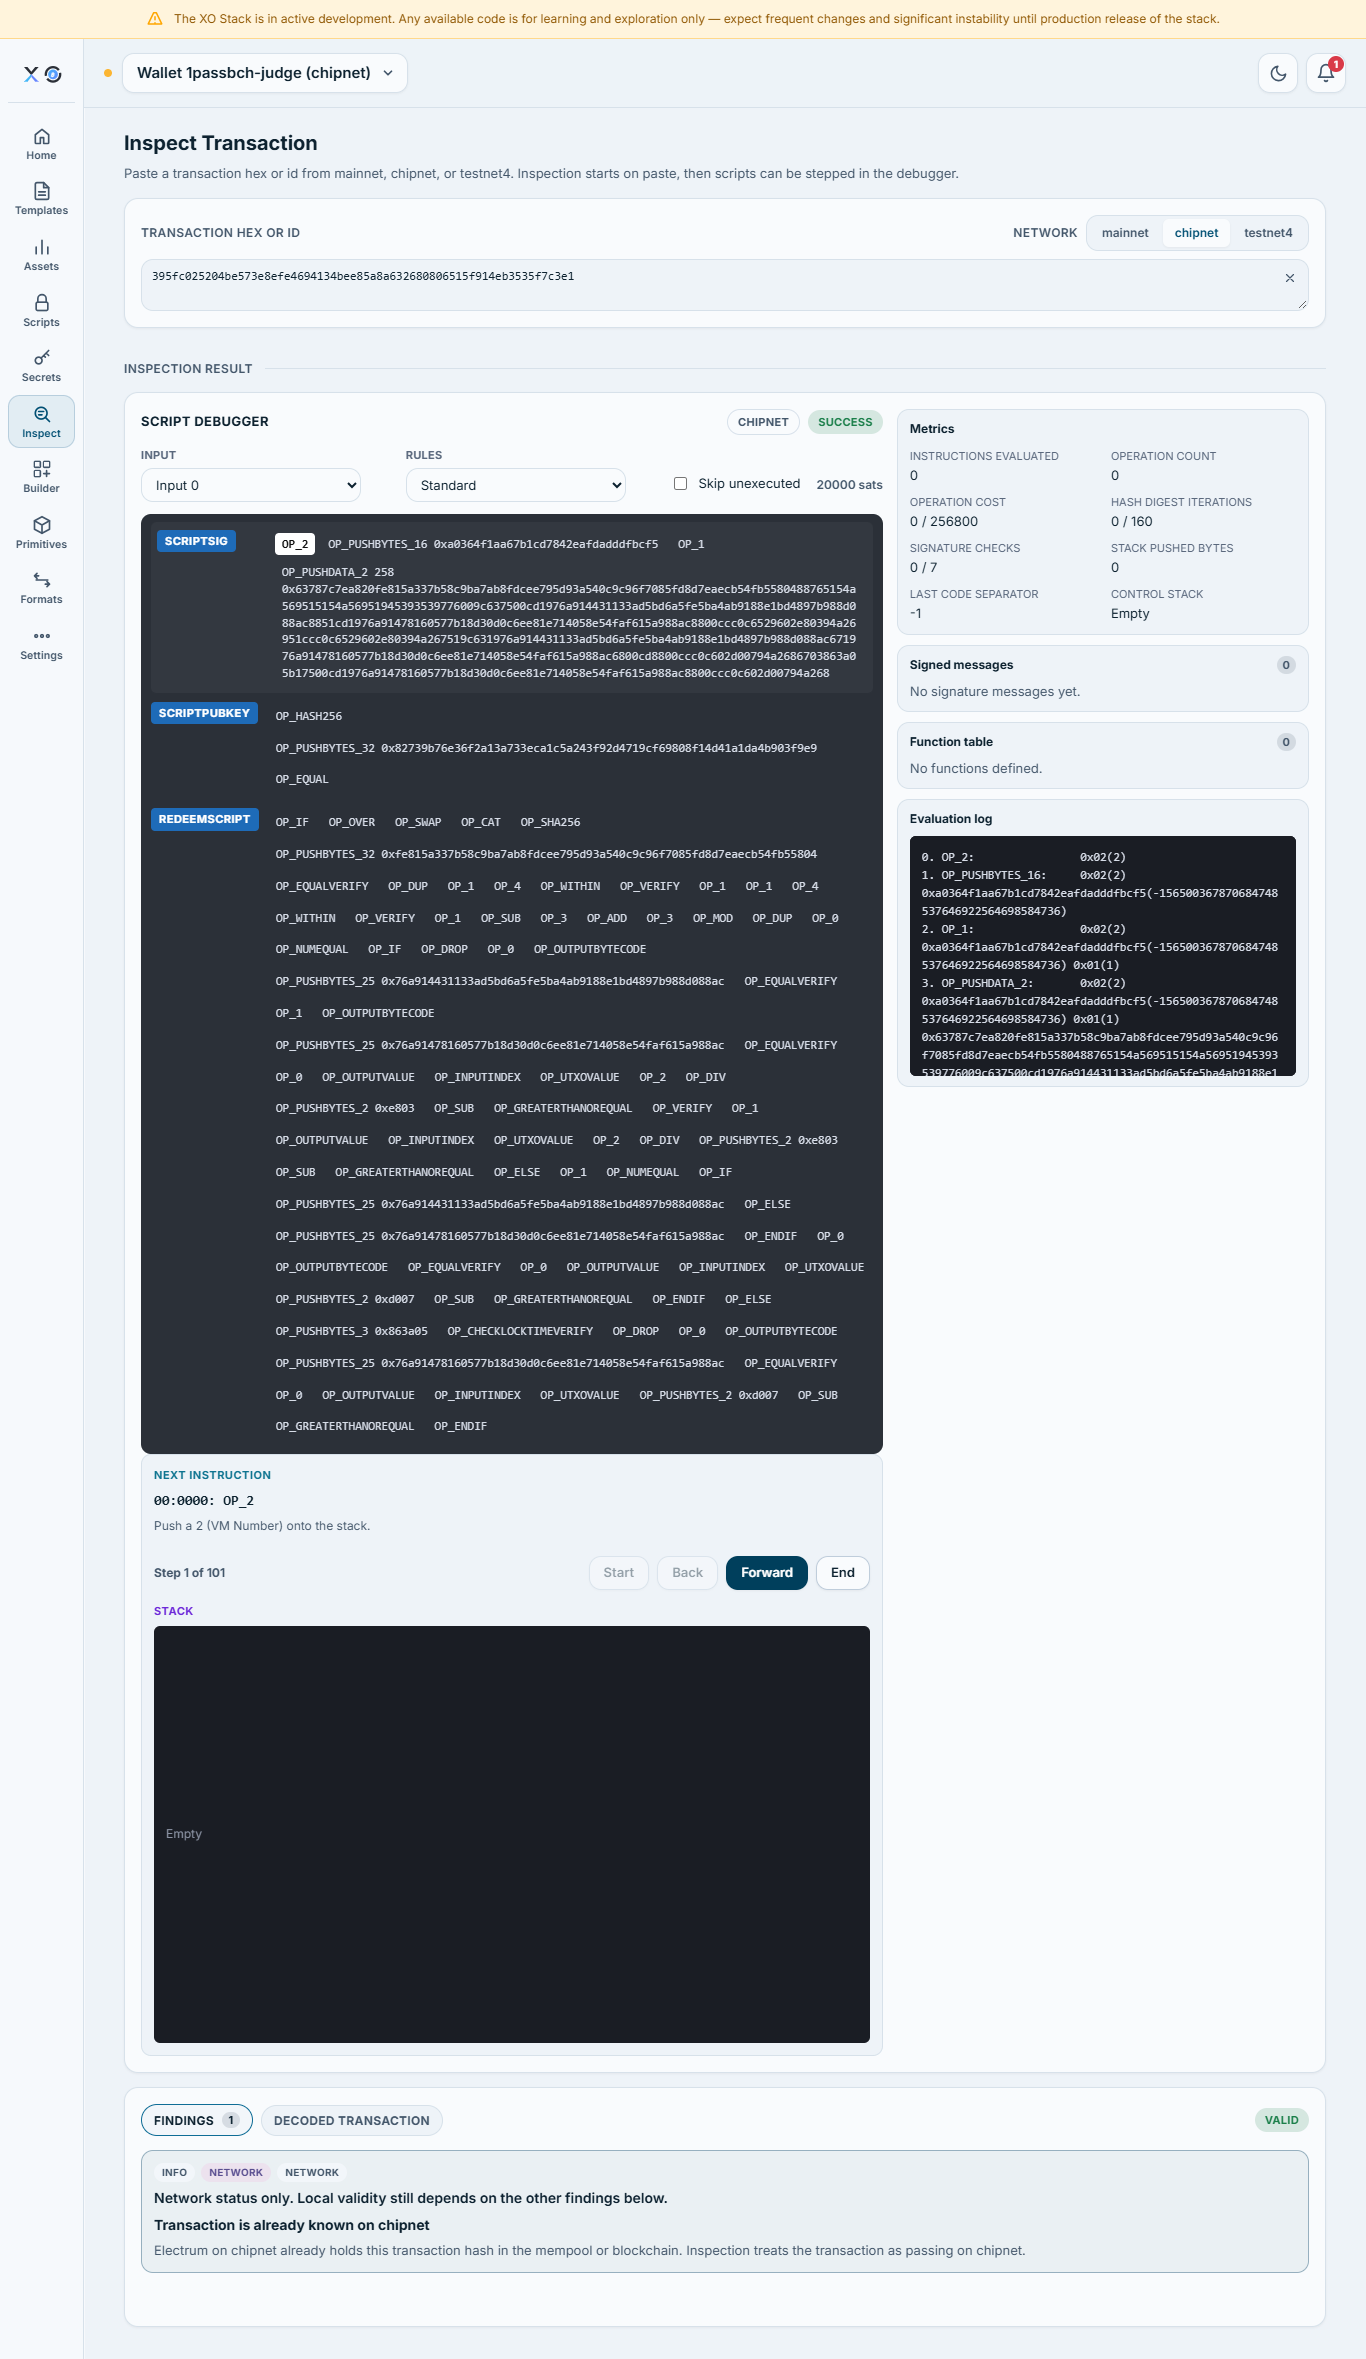 The XO Stack is in active development. Any available code is for learning and exploration only — expect frequent changes and significant instability until production release of the stack.
XO
Wallet 1passbch-judge (chipnet)
1
Home
Templates
Assets
Scripts
Secrets
Inspect
Builder
Primitives
Formats
Settings
Inspect Transaction
Paste a transaction hex or id from mainnet, chipnet, or testnet4. Inspection starts on paste, then scripts can be stepped in the debugger.
TRANSACTION HEX OR ID
NETWORK mainnet chipnet testnet4
395fc025204be573e8efe4694134bee85a8a632680806515f914eb3535f7c3e1
INSPECTION RESULT
SCRIPT DEBUGGER
CHIPNET SUCCESS
INPUT
RULES
Input 0
Standard
Skip unexecuted 20000 sats
SCRIPTSIG
OP_2 OP_PUSHBYTES_16 0xa0364f1aa67b1cd7842eafdadddfbcf5 OP_1
OP_PUSHDATA_2 258
0x63787c7ea820fe815a337b58c9ba7ab8fdcee795d93a540c9c96f7085fd8d7eaecb54fb5580488765154a
569515154a56951945393539776009c637500cd1976a914431133ad5bd6a5fe5ba4ab9188e1bd4897b988d0
88ac8851cd1976a91478160577b18d30d0c6ee81e714058e54faf615a988ac8800ccc0c6529602e80394a26
951ccc0c6529602e80394a267519c631976a914431133ad5bd6a5fe5ba4ab9188e1bd4897b988d088ac6719
76a91478160577b18d30d0c6ee81e714058e54faf615a988ac6800cd8800ccc0c602d00794a2686703863a0
5b17500cd1976a91478160577b18d30d0c6ee81e714058e54faf615a988ac8800ccc0c602d00794a268
SCRIPTPUBKEY
OP_HASH256
OP_PUSHBYTES_32 0x82739b76e36f2a13a733eca1c5a243f92d4719cf69808f14d41a1da4b903f9e9
OP_EQUAL
REDEEMSCRIPT
OP_IF OP_OVER OP_SWAP OP_CAT OP_SHA256
OP_PUSHBYTES_32 0xfe815a337b58c9ba7ab8fdcee795d93a540c9c96f7085fd8d7eaecb54fb55804
OP_EQUALVERIFY OP_DUP OP_1 OP_4 OP_WITHIN OP_VERIFY OP_1 OP_1 OP_4
OP_WITHIN OP_VERIFY OP_1 OP_SUB OP_3 OP_ADD OP_3 OP_MOD OP_DUP OP_0
OP_NUMEQUAL OP_IF OP_DROP OP_0 OP_OUTPUTBYTECODE
OP_PUSHBYTES_25 0x76a914431133ad5bd6a5fe5ba4ab9188e1bd4897b988d088ac OP_EQUALVERIFY
OP_1 OP_OUTPUTBYTECODE
OP_PUSHBYTES_25 0x76a91478160577b18d30d0c6ee81e714058e54faf615a988ac OP_EQUALVERIFY
OP_0 OP_OUTPUTVALUE OP_INPUTINDEX OP_UTXOVALUE OP_2 OP_DIV
OP_PUSHBYTES_2 0xe803 OP_SUB OP_GREATERTHANOREQUAL OP_VERIFY OP_1
OP_OUTPUTVALUE OP_INPUTINDEX OP_UTXOVALUE OP_2 OP_DIV OP_PUSHBYTES_2 0xe803
OP_SUB OP_GREATERTHANOREQUAL OP_ELSE OP_1 OP_NUMEQUAL OP_IF
OP_PUSHBYTES_25 0x76a914431133ad5bd6a5fe5ba4ab9188e1bd4897b988d088ac OP_ELSE
OP_PUSHBYTES_25 0x76a91478160577b18d30d0c6ee81e714058e54faf615a988ac OP_ENDIF OP_0
OP_OUTPUTBYTECODE OP_EQUALVERIFY OP_0 OP_OUTPUTVALUE OP_INPUTINDEX OP_UTXOVALUE
OP_PUSHBYTES_2 0xd007 OP_SUB OP_GREATERTHANOREQUAL OP_ENDIF OP_ELSE
OP_PUSHBYTES_3 0x863a05 OP_CHECKLOCKTIMEVERIFY OP_DROP OP_0 OP_OUTPUTBYTECODE
OP_PUSHBYTES_25 0x76a91478160577b18d30d0c6ee81e714058e54faf615a988ac OP_EQUALVERIFY
OP_0 OP_OUTPUTVALUE OP_INPUTINDEX OP_UTXOVALUE OP_PUSHBYTES_2 0xd007 OP_SUB
OP_GREATERTHANOREQUAL OP_ENDIF
NEXT INSTRUCTION
00:0000: OP_2
Push a 2 (VM Number) onto the stack.
Step 1 of 101
Start Back Forward End
STACK
Empty
Metrics
INSTRUCTIONS EVALUATED
0
OPERATION COUNT
0
OPERATION COST
0 / 256800
HASH DIGEST ITERATIONS
0 / 160
SIGNATURE CHECKS
0 / 7
STACK PUSHED BYTES
0
LAST CODE SEPARATOR
-1
CONTROL STACK
Empty
Signed messages 0
No signature messages yet.
Function table 0
No functions defined.
Evaluation log
0. OP_2: 0x02(2)
1. OP_PUSHBYTES_16: 0x02(2)
0xa0364f1aa67b1cd7842eafdadddfbcf5(-156500367870684748
53764692256469858​4736)
2. OP_1: 0x02(2)
0xa0364f1aa67b1cd7842eafdadddfbcf5(-156500367870684748
537646922564698584736) 0x01(1)
3. OP_PUSHDATA_2: 0x02(2)
0xa0364f1aa67b1cd7842eafdadddfbcf5(-156500367870684748
537646922564698584736) 0x01(1)
0x63787c7ea820fe815a337b58c9ba7ab8fdcee795d93a540c9c96
f7085fd8d7eaecb54fb5580488765154a569515154a56951945393
539776009c637500cd1976a914431133ad5bd6a5fe5ba4ab9188e1
FINDINGS 1
DECODED TRANSACTION
VALID
INFO NETWORK NETWORK
Network status only. Local validity still depends on the other findings below.
Transaction is already known on chipnet
Electrum on chipnet already holds this transaction hash in the mempool or blockchain. Inspection treats the transaction as passing on chipnet.